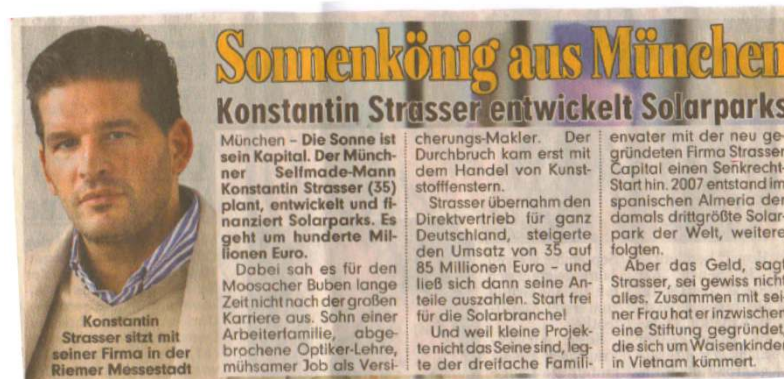 Sonnenkönig aus München
Konstantin Strasser entwickelt Solarparks
München – Die Sonne ist
sein Kapital. Der Münch-
ner Selfmade-Mann
Konstantin Strasser (35)
plant, entwickelt und fi-
nanziert Solarparks. Es
geht um hunderte Mil-
lionen Euro.
Dabei sah es für den
Moosacher Buben lange
Zeit nicht nach der großen
Karriere aus. Sohn einer
Arbeiterfamilie, abge-
brochene Optiker-Lehre,
mühsamer Job als Versi-
cherungs-Makler. Der
Durchbruch kam erst mit
dem Handel von Kunst-
stofffenstern.
Strasser übernahm den
Direktvertrieb für ganz
Deutschland, steigerte
den Umsatz von 35 auf
85 Millionen Euro – und
ließ sich dann seine An-
teile auszahlen. Start frei
für die Solarbranche!
Und weil kleine Projek-
te nicht das Seine sind, leg-
te der dreifache Famili-
envater mit der neu ge
gründeten Firma Strasser
Capital einen Senkrecht-
Start hin. 2007 entstand im
spanischen Almeria der
damals drittgrößte Solar
park der Welt, weitere
folgten.
Aber das Geld, sagt
Strasser, sei gewiss nicht
alles. Zusammen mit sei
ner Frau hat er inzwischen
eine Stiftung gegründet,
die sich um Waisenkinder
in Vietnam kümmert.
Konstantin
Strasser sitzt mit
seiner Firma in der
Riemer Messestadt